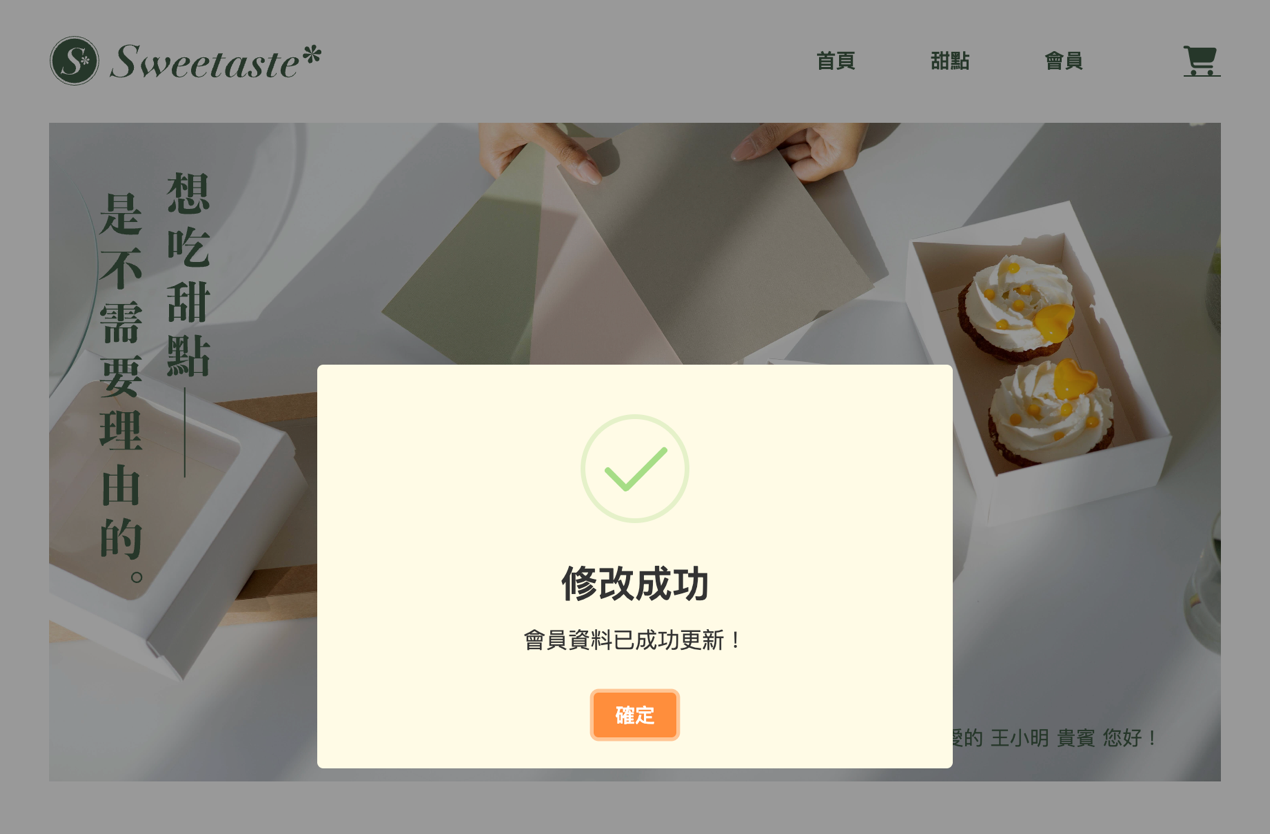 S*
Sweetaste*
首頁
甜點
會員
想吃甜點——
是不需要理由的。
修改成功
會員資料已成功更新！
確定
愛的 王小明 貴賓 您好！